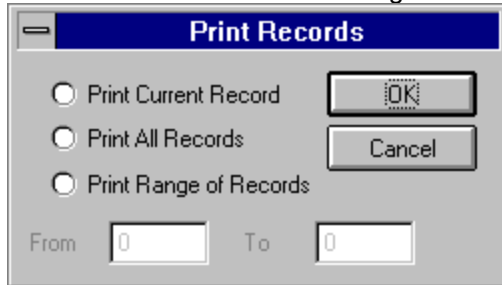 Print Records
Print Current Record
OK
Print All Records
Cancel
Print Range of Records
From 0 To 0